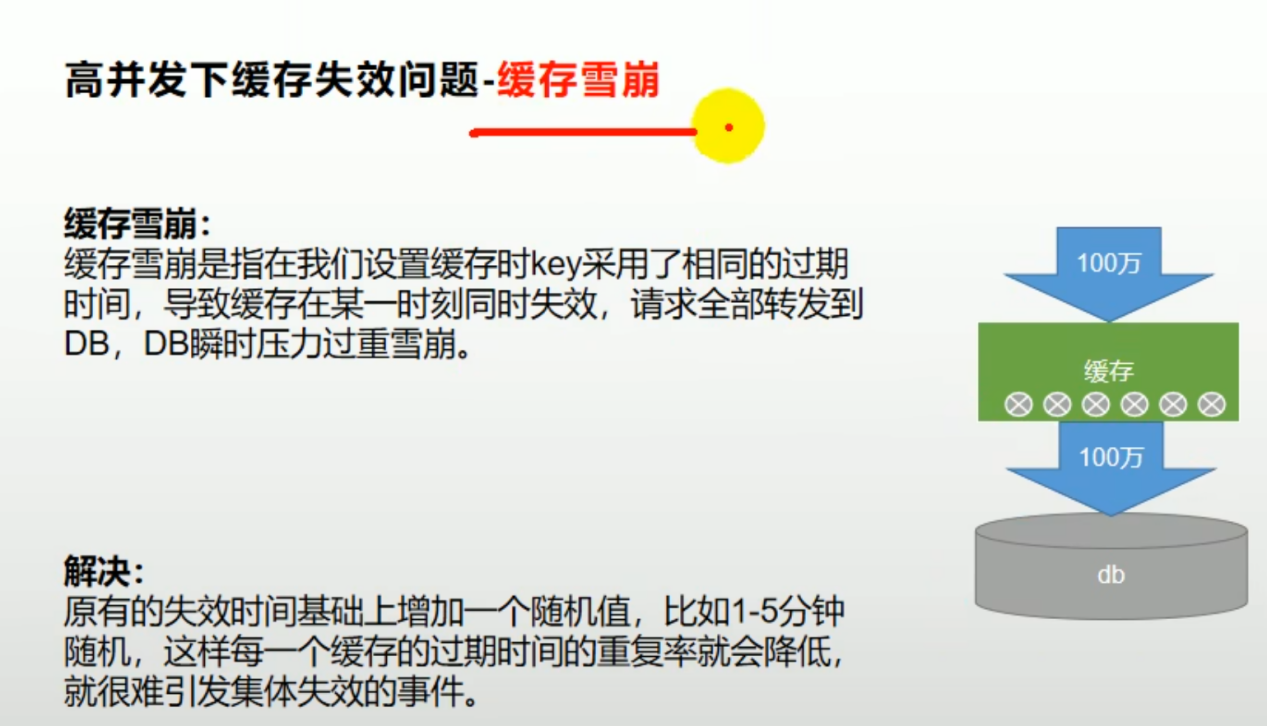 高并发下缓存失效问题-缓存雪崩
缓存雪崩：
缓存雪崩是指在我们设置缓存时key采用了相同的过期
时间，导致缓存在某一时刻同时失效，请求全部转发到
DB，DB瞬时压力过重雪崩。
100万
缓存
100万
db
解决：
原有的失效时间基础上增加一个随机值，比如1-5分钟
随机，这样每一个缓存的过期时间的重复率就会降低，
就很难引发集体失效的事件。